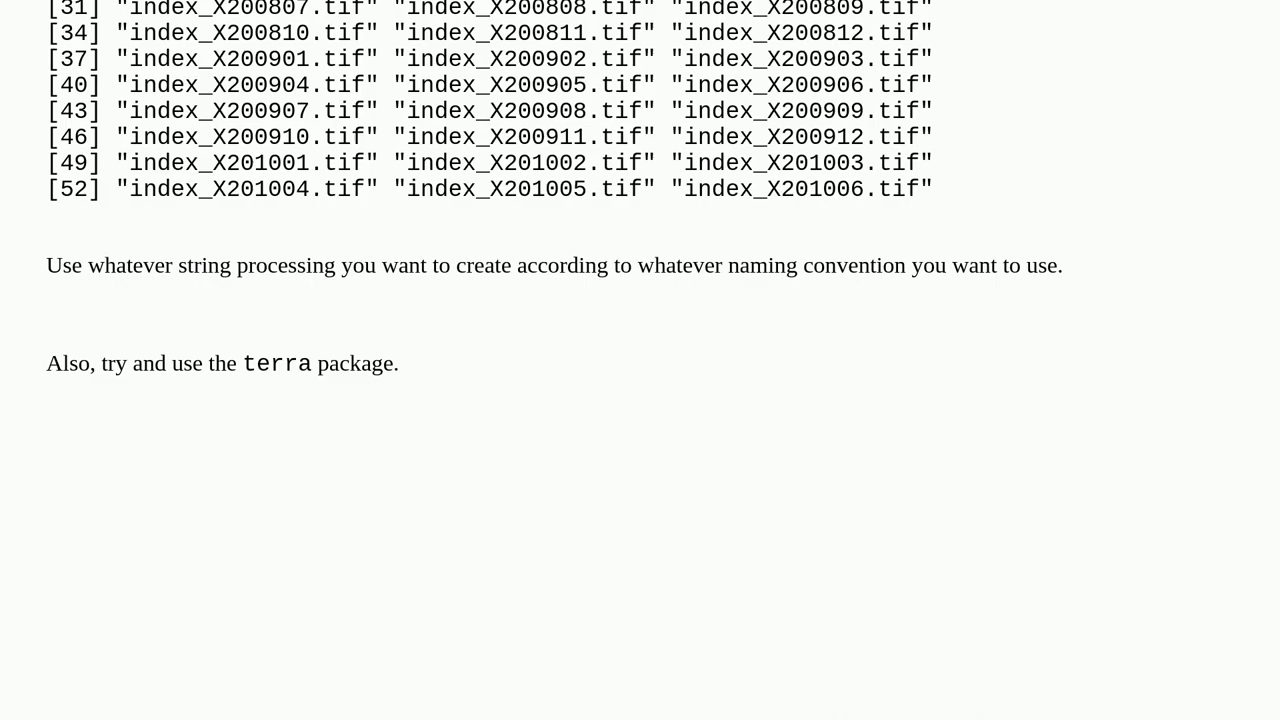 [31] "index_X200807.tif" "index_X200808.tif" "index_X200809.tif"
[34] "index_X200810.tif" "index_X200811.tif" "index_X200812.tif"
[37] "index_X200901.tif" "index_X200902.tif" "index_X200903.tif"
[40] "index_X200904.tif" "index_X200905.tif" "index_X200906.tif"
[43] "index_X200907.tif" "index_X200908.tif" "index_X200909.tif"
[46] "index_X200910.tif" "index_X200911.tif" "index_X200912.tif"
[49] "index_X201001.tif" "index_X201002.tif" "index_X201003.tif"
[52] "index_X201004.tif" "index_X201005.tif" "index_X201006.tif"
Use whatever string processing you want to create according to whatever naming convention you want to use.
Also, try and use the terra package.